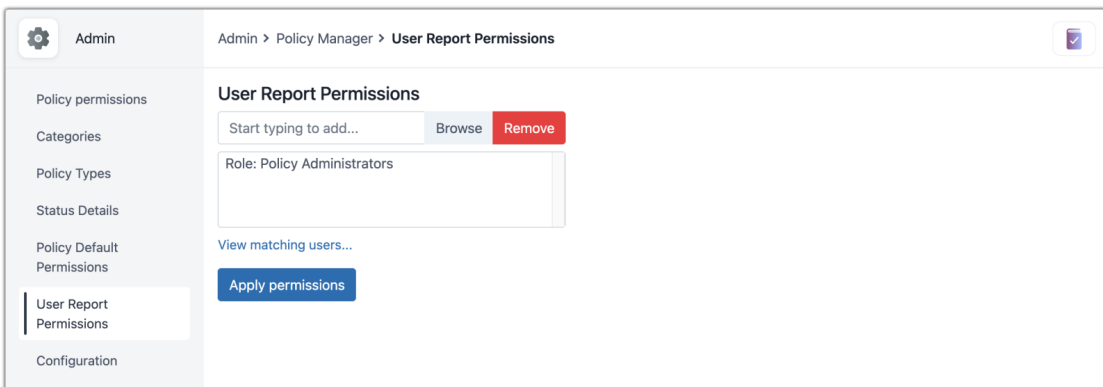 Admin
Admin > Policy Manager > User Report Permissions
Policy permissions
Categories
Policy Types
Status Details
Policy Default
Permissions
User Report
Permissions
Configuration
User Report Permissions
Start typing to add...
Browse
Remove
Role: Policy Administrators
View matching users...
Apply permissions